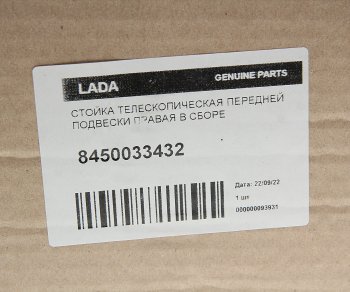 LADA
GENUINE PARTS
СТОЙКА ТЕЛЕСКОПИЧЕСКАЯ ПЕРЕДНЕЙ
ПОДВЕСКИ ПРАВАЯ В СБОРЕ
8450033432
Дата: 22/09/22
1 шт
000000093931